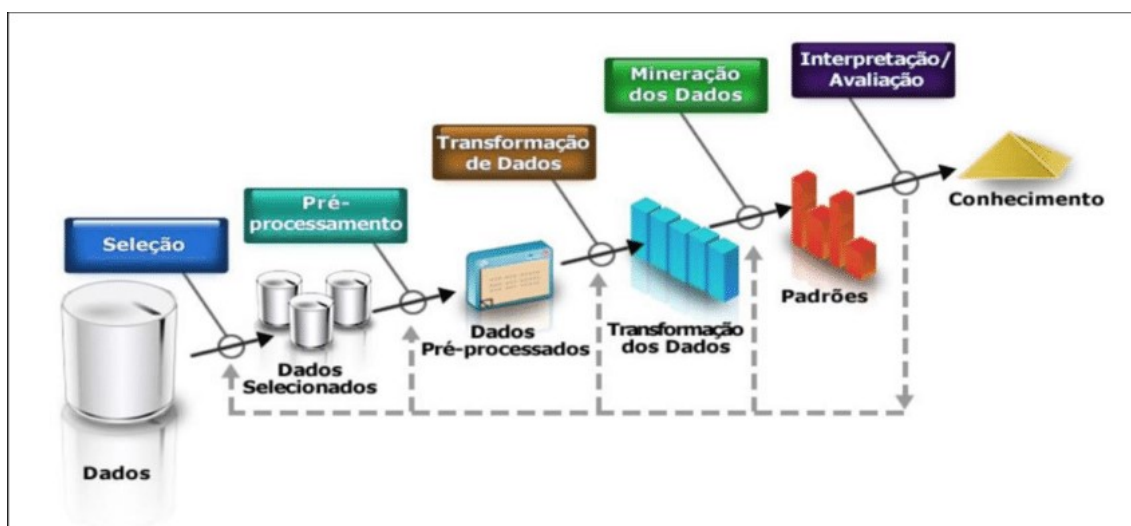 Interpretação/
Avaliação
Mineração
dos Dados
Transformação
de Dados
Pré-
processamento
Seleção
Conhecimento
Padrões
Transformação
dos Dados
Dados
Pré-processados
Dados
Selecionados
Dados